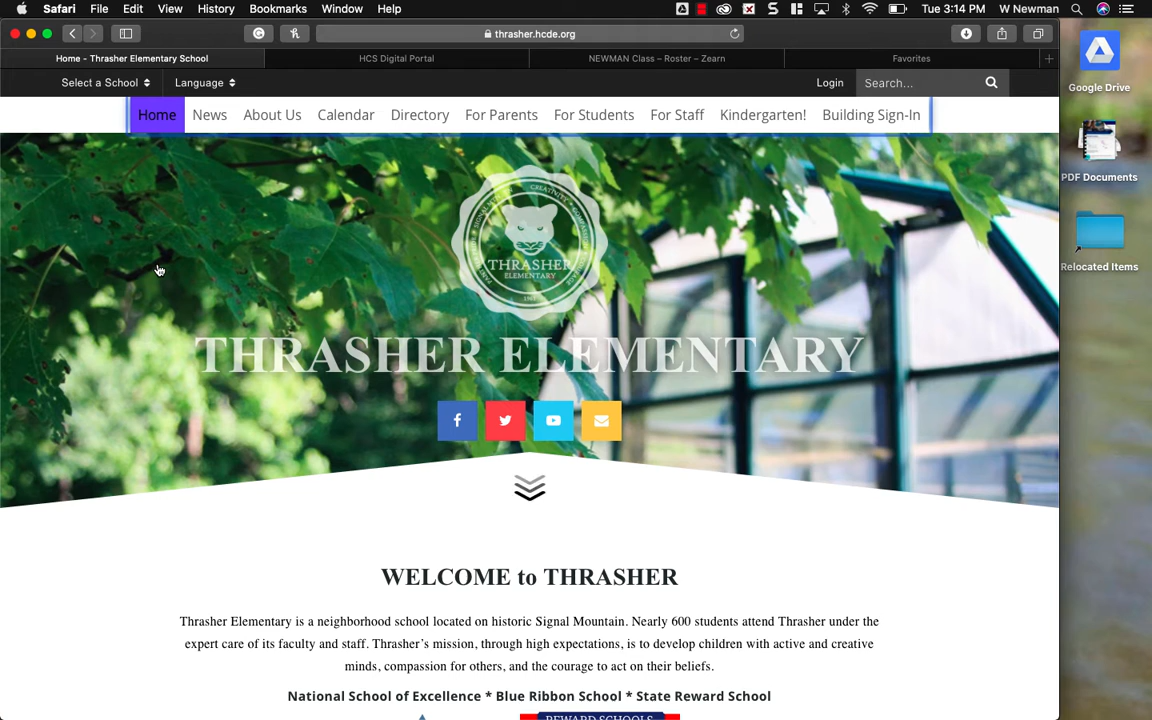 Safari File Edit View History Bookmarks Window Help Tue 3:14 PM W Newman
thrasher.hcde.org
Home - Thrasher Elementary School HCS Digital Portal NEWMAN Class – Roster – Zearn Favorites
Select a School Language Login Search...
Home News About Us Calendar Directory For Parents For Students For Staff Kindergarten! Building Sign-In
THRASHER
ELEMENTARY
THRASHER ELEMENTARY
WELCOME to THRASHER
Thrasher Elementary is a neighborhood school located on historic Signal Mountain. Nearly 600 students attend Thrasher under the
expert care of its faculty and staff. Thrasher’s mission, through high expectations, is to develop children with active and creative
minds, compassion for others, and the courage to act on their beliefs.
National School of Excellence * Blue Ribbon School * State Reward School
REWARD SCHOOLS
Google Drive
PDF Documents
Relocated Items